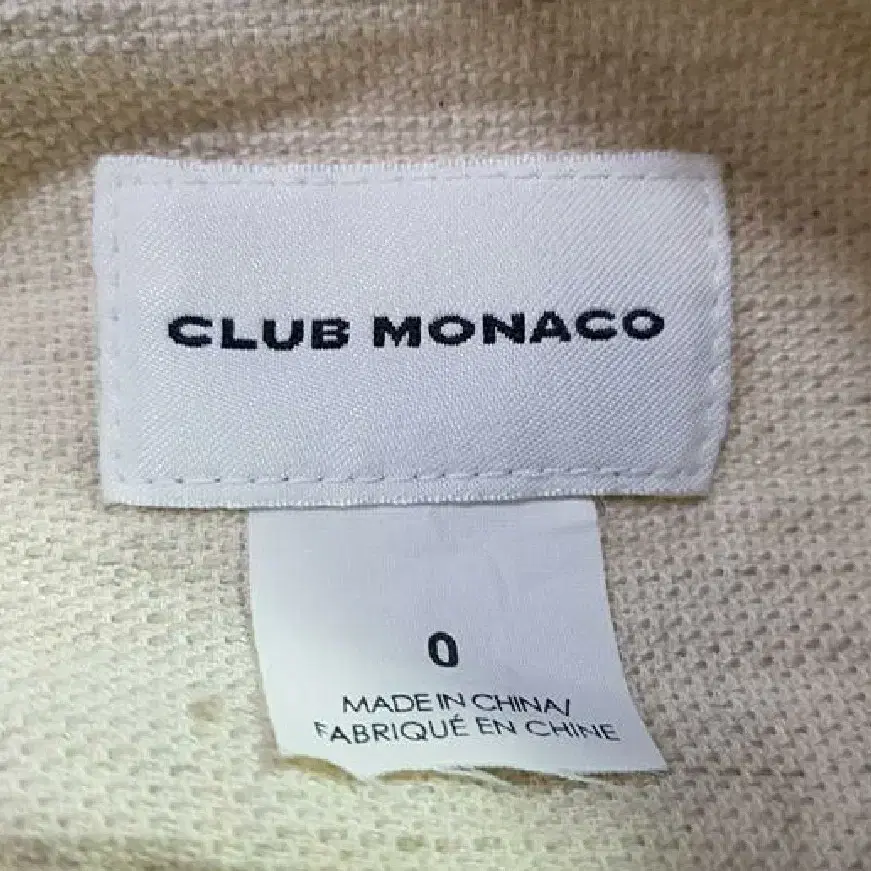 CLUB MONACO
0
MADE IN CHINA/
FABRIQUÉ EN CHINE